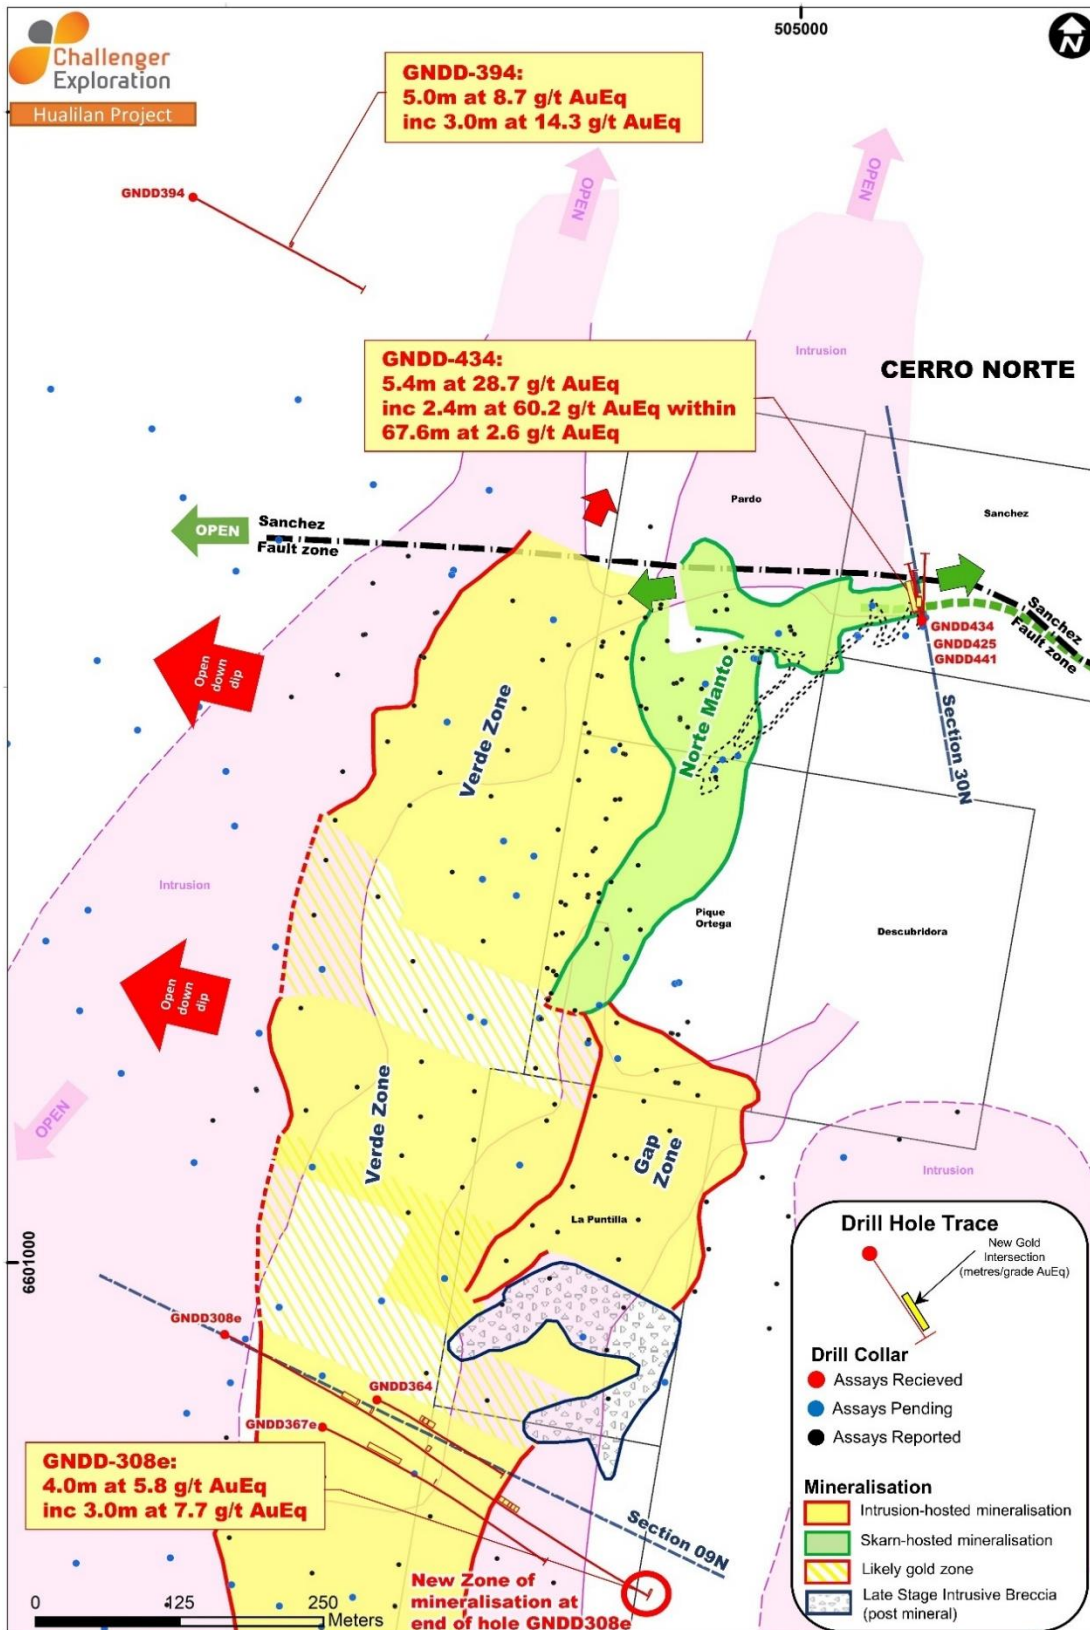 505000
N
Challenger
Exploration
Hualilan Project
GNDD-394:
5.0m at 8.7 g/t AuEq
inc 3.0m at 14.3 g/t AuEq
GNDD394
OPEN
OPEN
Intrusion
CERRO NORTE
GNDD-434:
5.4m at 28.7 g/t AuEq
inc 2.4m at 60.2 g/t AuEq within
67.6m at 2.6 g/t AuEq
Pardo
Sanchez
OPEN
Sanchez
Fault zone
Sanchez
Fault zone
GNDD434
GNDD425
GNDD441
Open
down
dip
Verde Zone
Norte Manto
Section 30N
Intrusion
Pique
Ortega
Descubridora
Open
down
dip
OPEN
Verde Zone
Gap
Zone
La Puntilla
Intrusion
6601000
GNDD308e
GNDD364
GNDD367e
GNDD-308e:
4.0m at 5.8 g/t AuEq
inc 3.0m at 7.7 g/t AuEq
Section 09N
New Zone of
mineralisation at
end of hole GNDD308e
0 125 250
Meters
Drill Hole Trace
New Gold
Intersection
(metres/grade AuEq)
Drill Collar
Assays Recieved
Assays Pending
Assays Reported
Mineralisation
Intrusion-hosted mineralisation
Skarn-hosted mineralisation
Likely gold zone
Late Stage Intrusive Breccia
(post mineral)